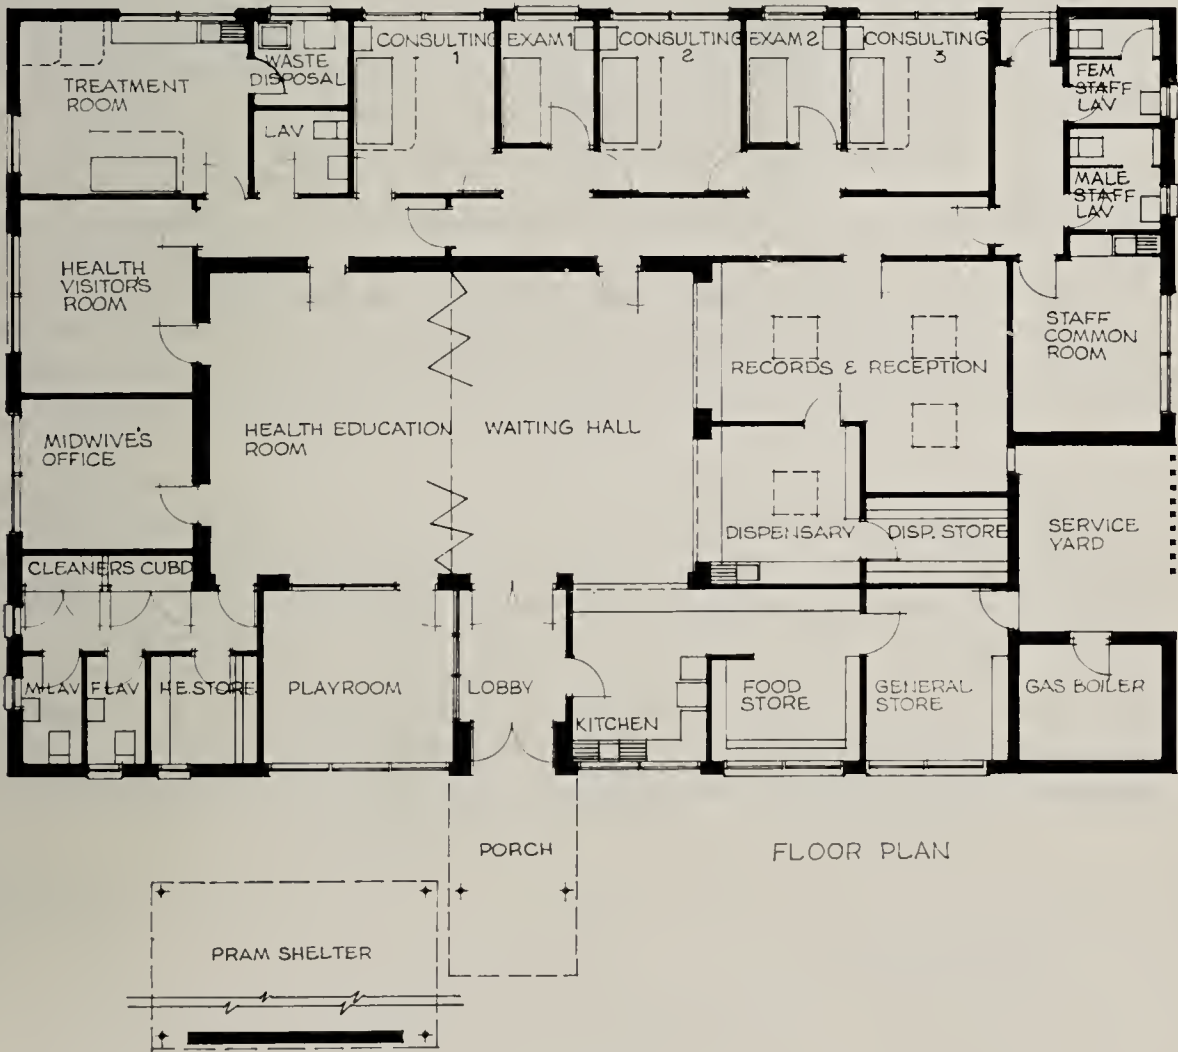 TREATMENT
ROOM
WASTE
DISPOSAL
LAV
CONSULTING
1
EXAM 1
CONSULTING
2
EXAM 2
CONSULTING
3
FEM
STAFF
LAV
MALE
STAFF
LAV
HEALTH
VISITOR'S
ROOM
STAFF
COMMON
ROOM
RECORDS & RECEPTION
HEALTH EDUCATION
ROOM
WAITING HALL
MIDWIVE'S
OFFICE
DISPENSARY
DISP. STORE
SERVICE
YARD
CLEANERS CUBD
M LAV
F LAV
H.E. STORE
PLAYROOM
LOBBY
KITCHEN
FOOD
STORE
GENERAL
STORE
GAS BOILER
PORCH
FLOOR PLAN
PRAM SHELTER